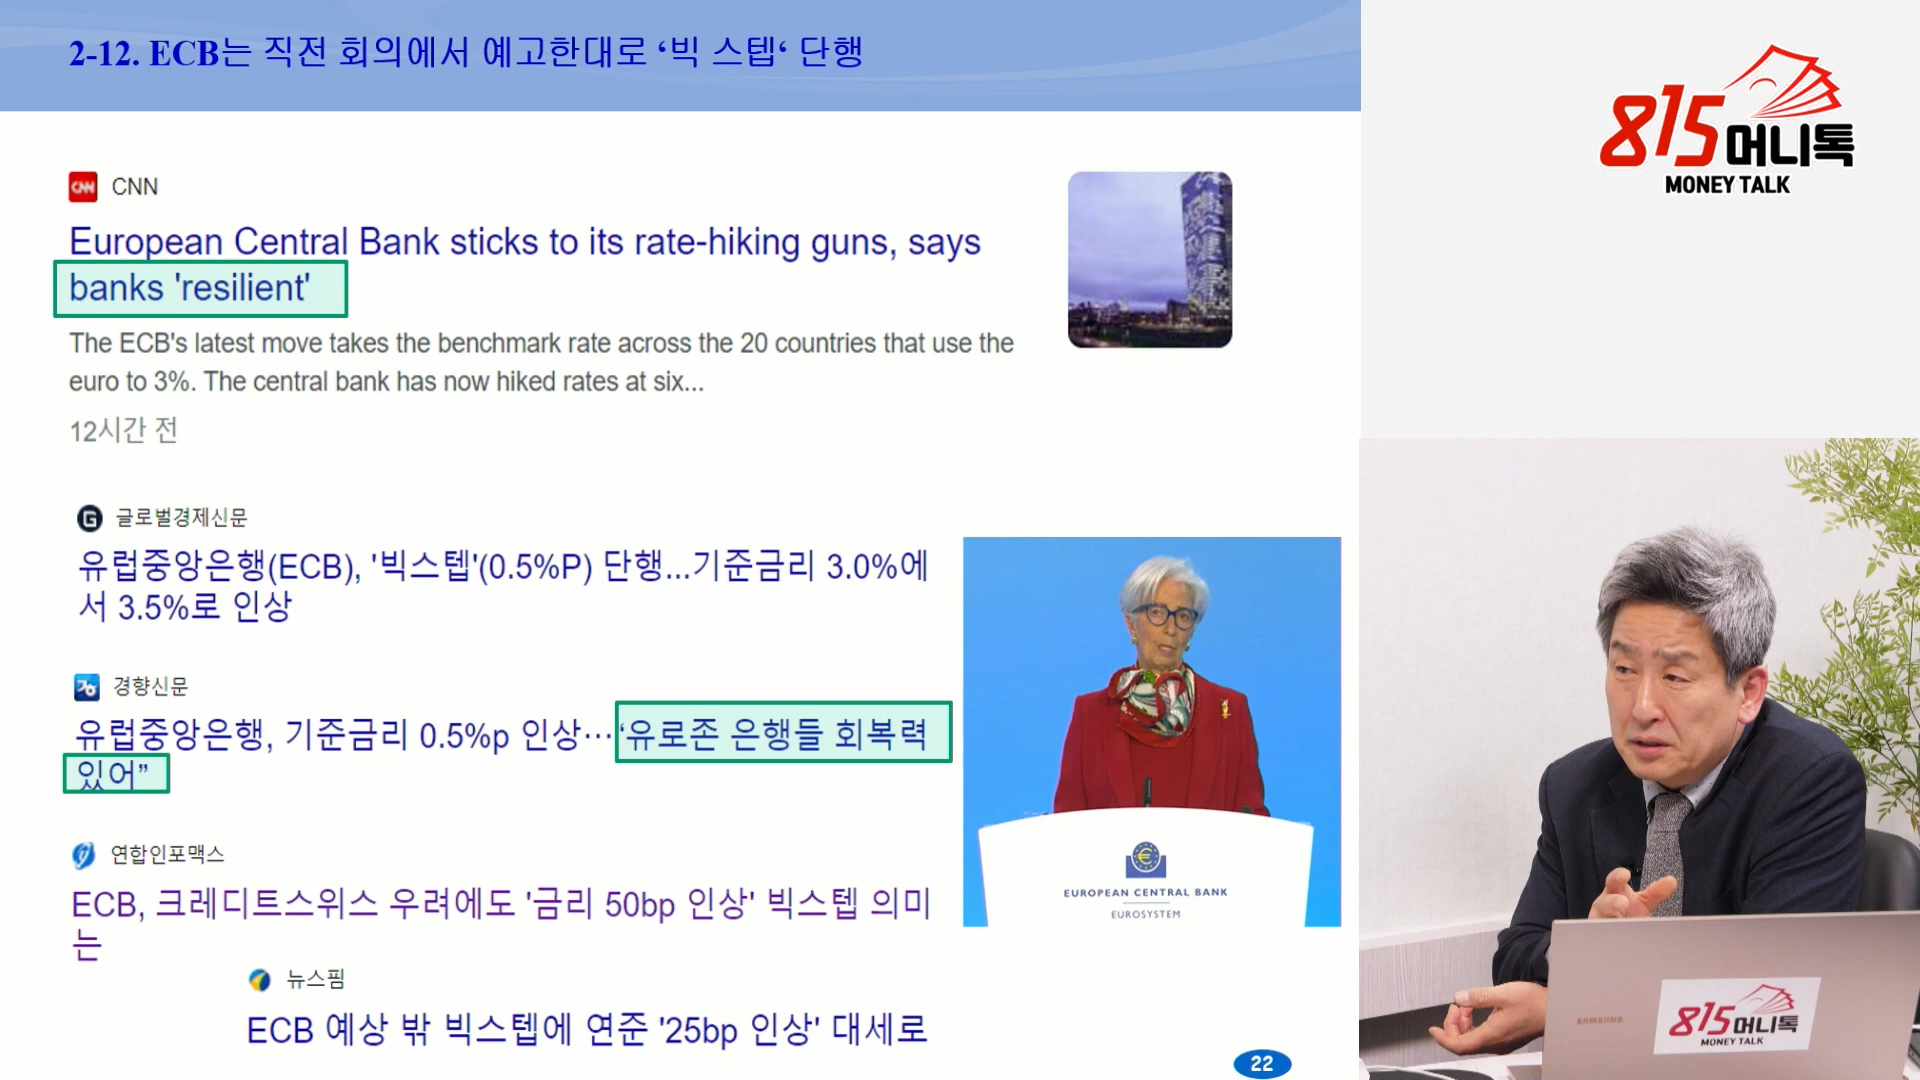 2-12. ECB는 직전 회의에서 예고한대로 ‘빅 스텝‘ 단행
815머니톡
MONEY TALK
CNN CNN
European Central Bank sticks to its rate-hiking guns, says
banks 'resilient'
The ECB's latest move takes the benchmark rate across the 20 countries that use the
euro to 3%. The central bank has now hiked rates at six...
12시간 전
G 글로벌경제신문
유럽중앙은행(ECB), '빅스텝'(0.5%P) 단행...기준금리 3.0%에
서 3.5%로 인상
경향신문
유럽중앙은행, 기준금리 0.5%p 인상…‘유로존 은행들 회복력
있어”
연합인포맥스
ECB, 크레디트스위스 우려에도 '금리 50bp 인상' 빅스텝 의미
는
뉴스핌
ECB 예상 밖 빅스텝에 연준 '25bp 인상' 대세로
EUROPEAN CENTRAL BANK
EUROSYSTEM
22
SAMSUNG
815머니톡
MONEY TALK